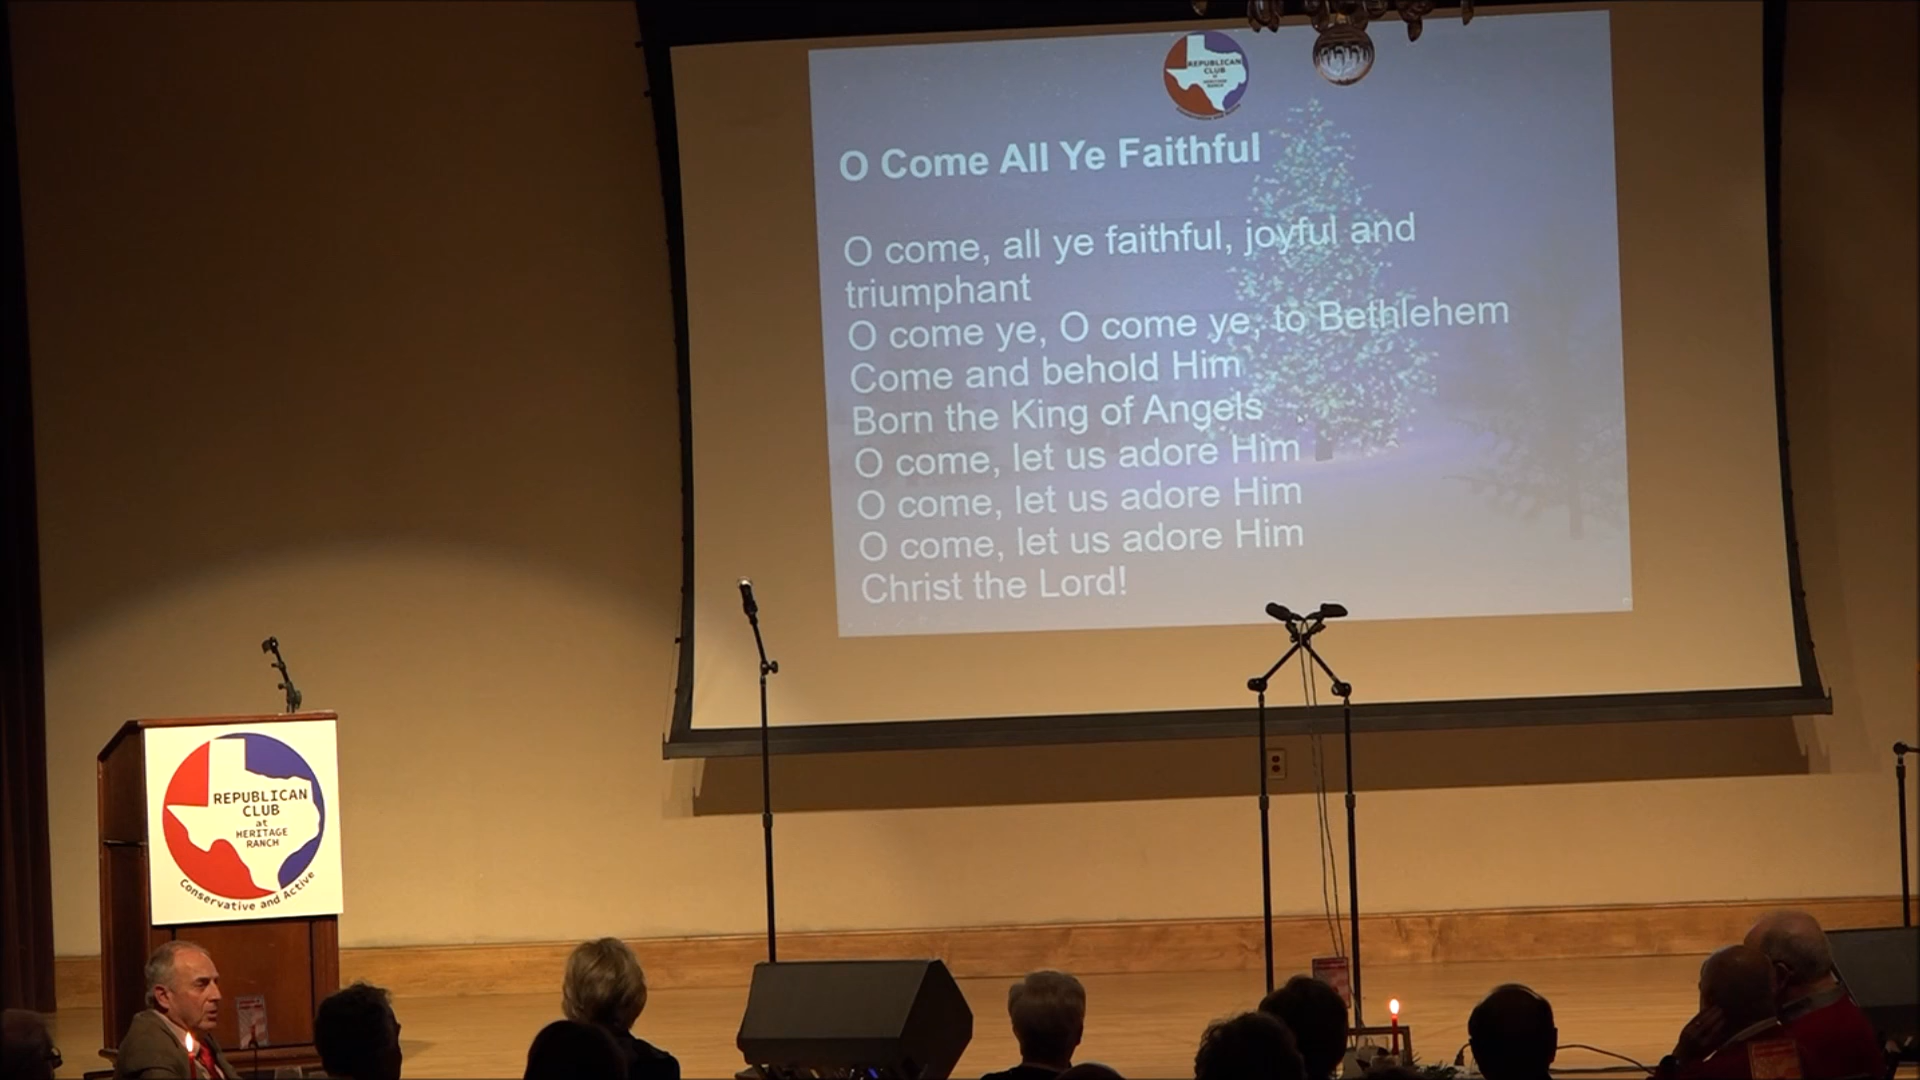 REPUBLICAN
CLUB
O Come All Ye Faithful
O come, all ye faithful, joyful and
triumphant
O come ye, O come ye, to Bethlehem
Come and behold Him
Born the King of Angels
O come, let us adore Him
O come, let us adore Him
O come, let us adore Him
Christ the Lord!
REPUBLICAN
CLUB
at
HERITAGE
RANCH
Conservative and Active